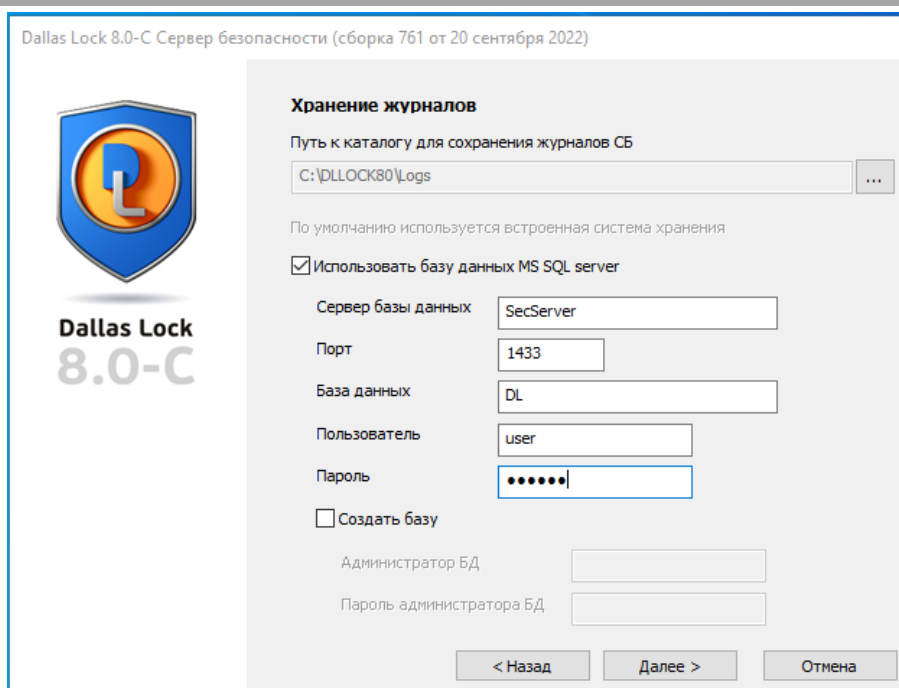 Dallas Lock 8.0-C Сервер безопасности (сборка 761 от 20 сентября 2022)
DL
Dallas Lock
8.0-C
Хранение журналов
Путь к каталогу для сохранения журналов СБ
C:\DLLOCK80\Logs
...
По умолчанию используется встроенная система хранения
Использовать базу данных MS SQL server
Сервер базы данных SecServer
Порт 1433
База данных DL
Пользователь user
Пароль ●●●●●●
Создать базу
Администратор БД
Пароль администратора БД
< Назад Далее > Отмена